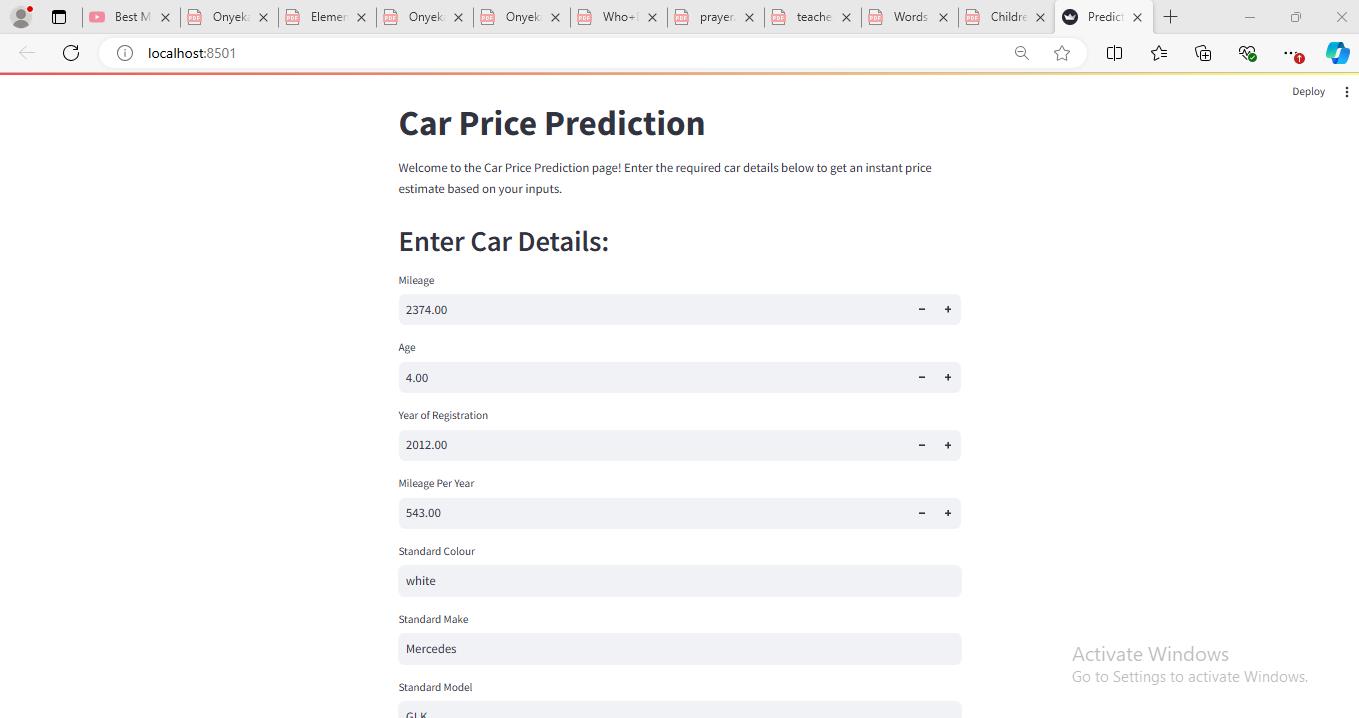 Best M
Onyek
Elemer
Onyek
Onyek
Who+
prayer
teache
Words
Childre
Predict
localhost:8501
Deploy
Car Price Prediction
Welcome to the Car Price Prediction page! Enter the required car details below to get an instant price
estimate based on your inputs.
Enter Car Details:
Mileage
2374.00
Age
4.00
Year of Registration
2012.00
Mileage Per Year
543.00
Standard Colour
white
Standard Make
Mercedes
Standard Model
GLK
Activate Windows
Go to Settings to activate Windows.